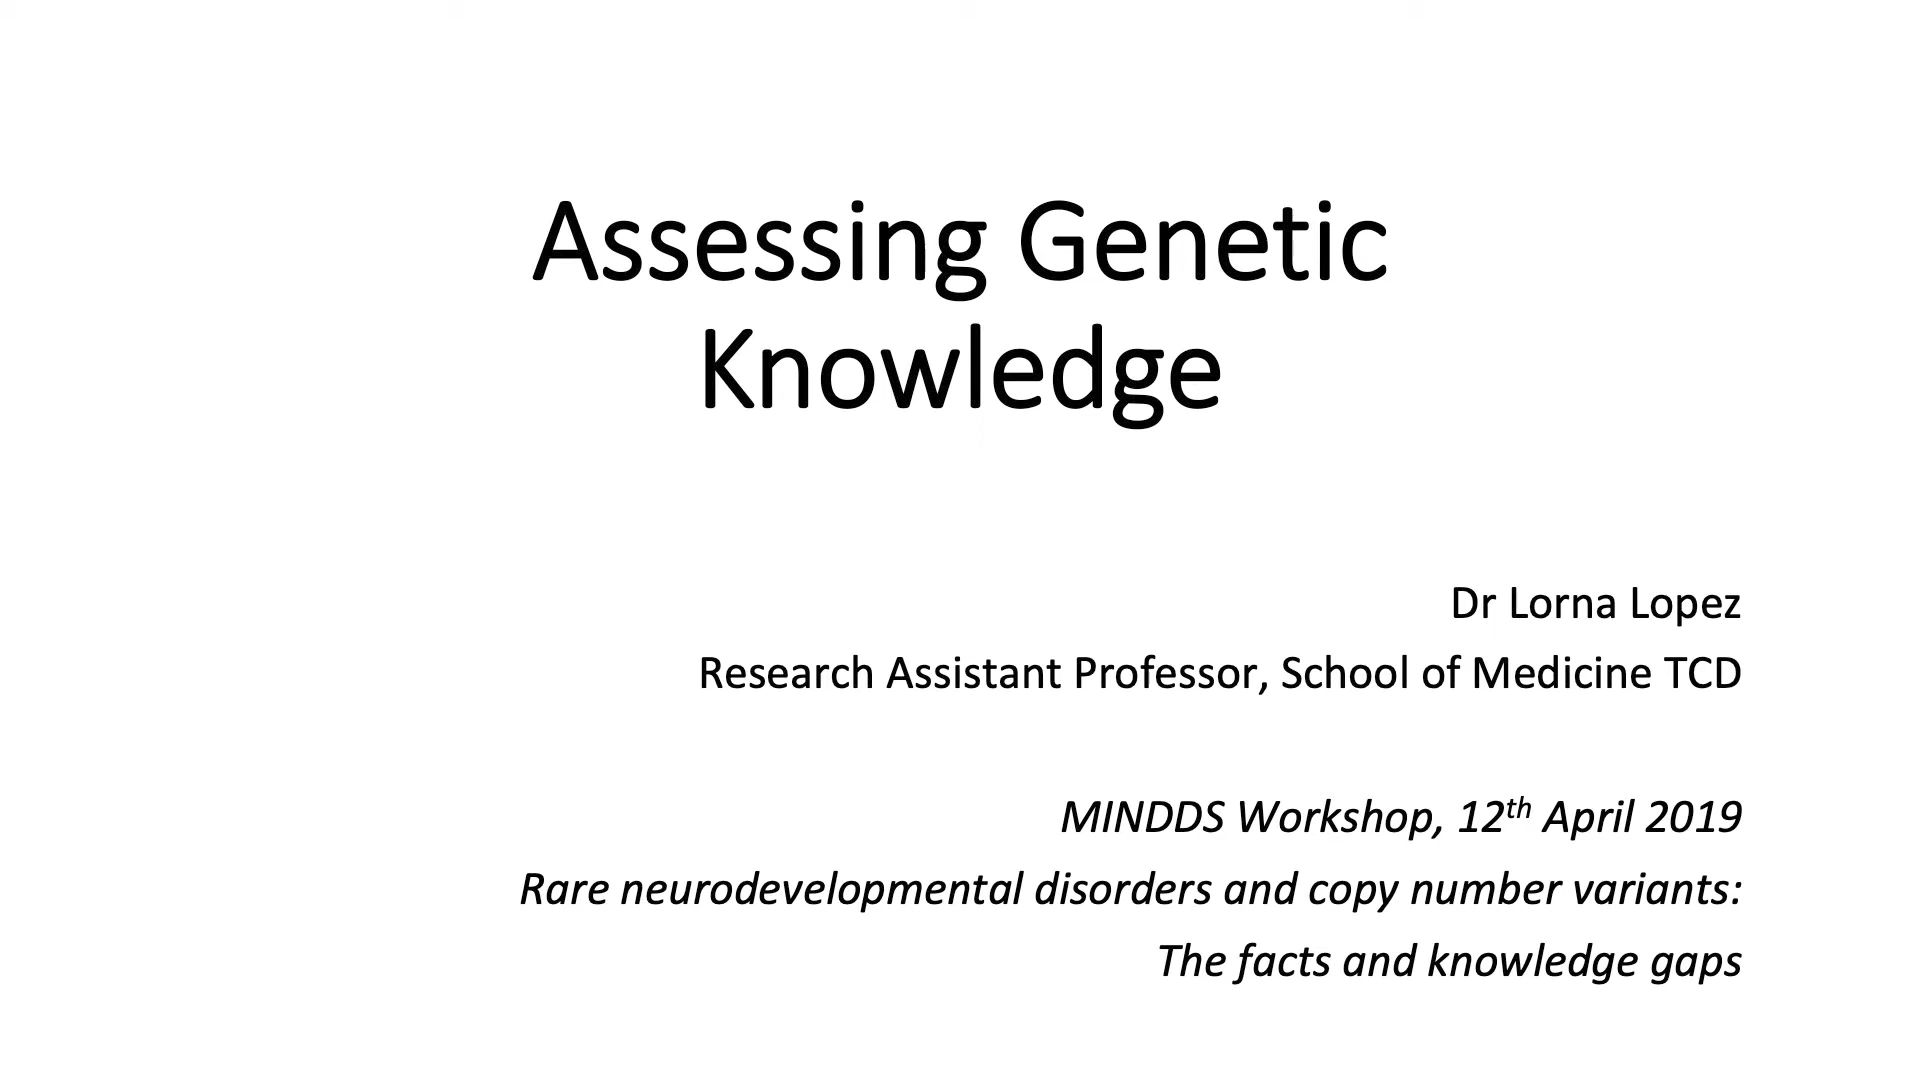 Assessing Genetic
Knowledge
Dr Lorna Lopez
Research Assistant Professor, School of Medicine TCD
MINDDS Workshop, 12th April 2019
Rare neurodevelopmental disorders and copy number variants:
The facts and knowledge gaps